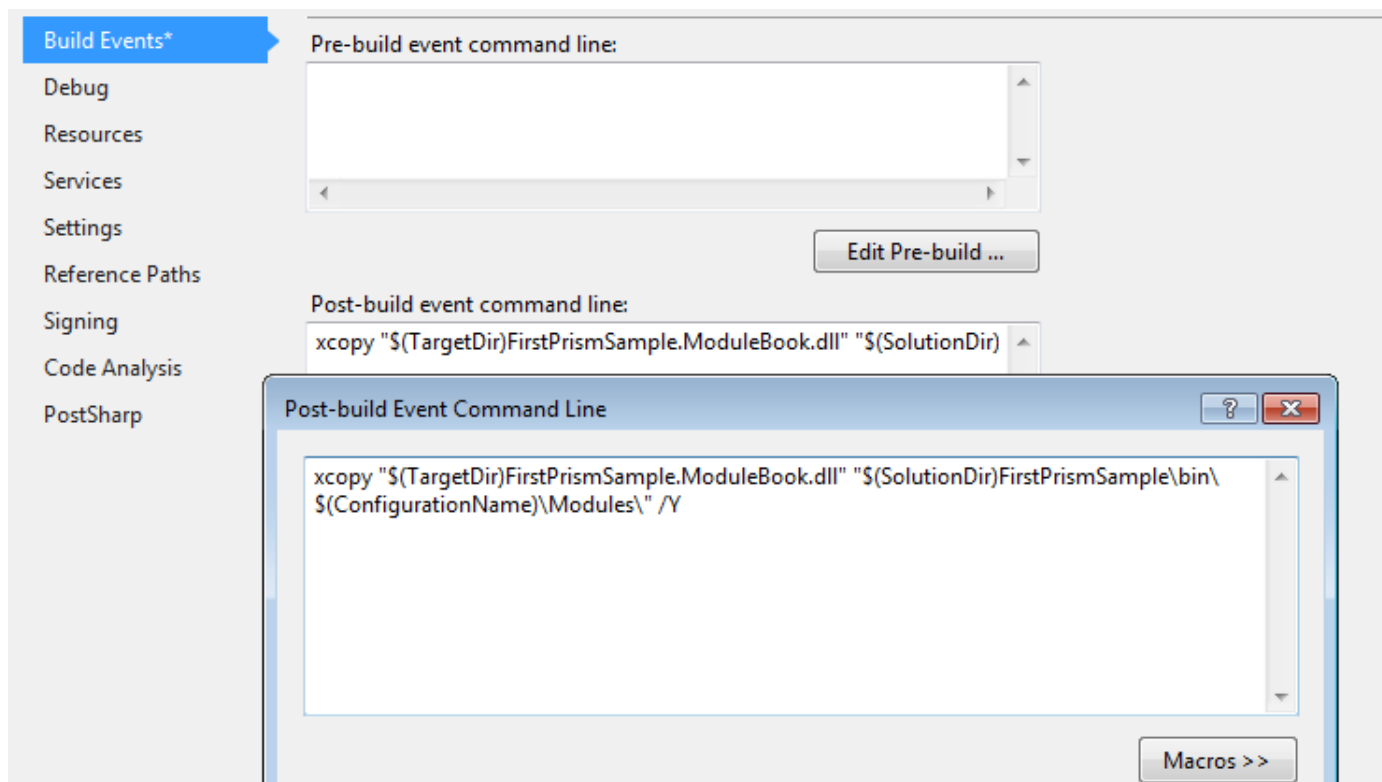 Build Events*
Pre-build event command line:
Debug
Resources
Services
Settings
Edit Pre-build ...
Reference Paths
Post-build event command line:
Signing
xcopy "$(TargetDir)FirstPrismSample.ModuleBook.dll" "$(SolutionDir)
Code Analysis
PostSharp
Post-build Event Command Line
xcopy "$(TargetDir)FirstPrismSample.ModuleBook.dll" "$(SolutionDir)FirstPrismSample\bin\
$(ConfigurationName)\Modules\" /Y
Macros >>